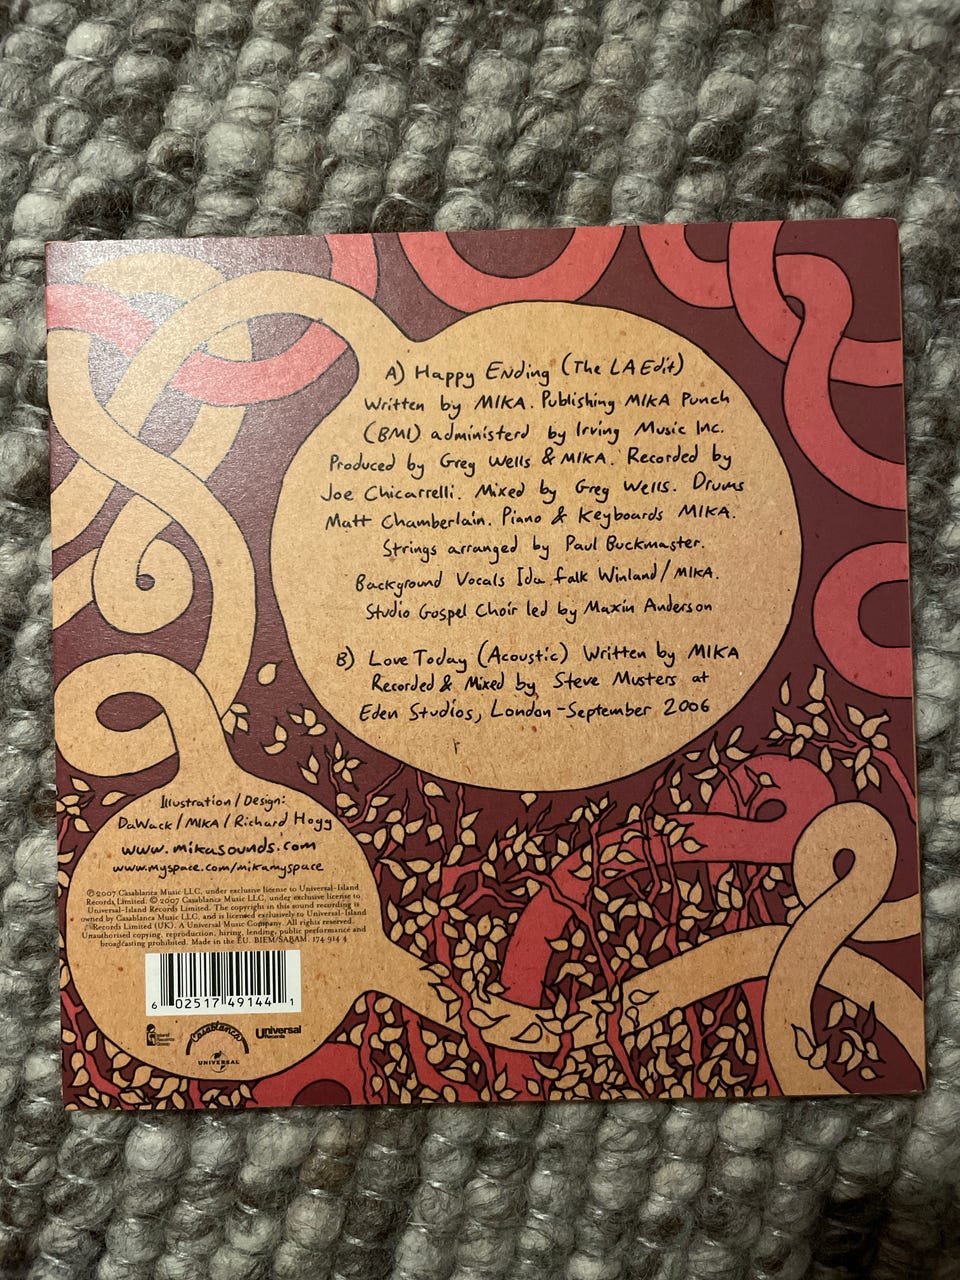 A) Happy Ending (The LA Edit)
Written by MIKA. Publishing MIKA Punch
(BMI) administerd by Irving Music Inc.
Produced by Greg Wells & MIKA. Recorded by
Joe Chicarrelli. Mixed by Greg Wells. Drums
Matt Chamberlain. Piano & Keyboards MIKA.
Strings arranged by Paul Buckmaster.
Background Vocals Ida falk Winland/MIKA.
Studio Gospel Choir led by Maxin Anderson
B) Love Today (Acoustic) Written by MIKA
Recorded & Mixed by Steve Musters at
Eden Studios, London - September 2006
Illustration/Design:
DaWack/MIKA/Richard Hogg
www.mikasounds.com
www.myspace.com/mikamyspace
℗ 2007 Casablanca Music LLC, under exclusive license to Universal-Island
Records Limited. © 2007 Casablanca Music LLC, under exclusive license to
Universal-Island Records Limited. The copyright in this sound recording is
owned by Casablanca Music LLC, and is licensed exclusively to Universal-Island
Records Limited (UK). A Universal Music Company. All rights reserved.
Unauthorised copying, reproduction, hiring, lending, public performance and
broadcasting prohibited. Made in the EU. BIEM/SABAM. 174 914 4
6 02517 49144 1
Island Records Group
Casablanca
Universal Records
UNIVERSAL